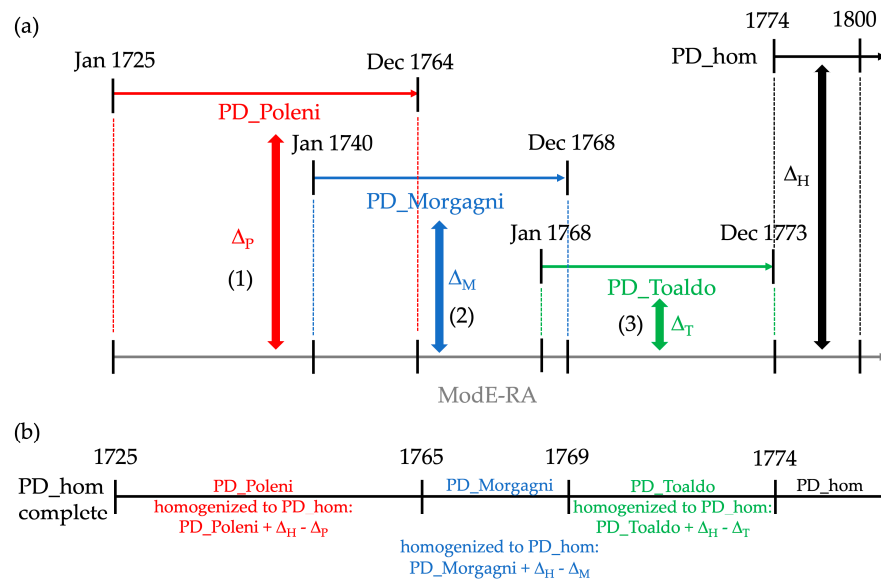 (a)
1774 1800
Jan 1725 Dec 1764 PD_hom
PD_Poleni
Jan 1740 Dec 1768
PD_Morgagni
Δ_H
Jan 1768 Dec 1773
Δ_P
(1)
PD_Toaldo
Δ_M
(2)
(3) Δ_T
ModE-RA
(b)
1725 1765 1769 1774
PD_hom PD_Poleni PD_Morgagni PD_Toaldo PD_hom
complete homogenized to PD_hom: homogenized to PD_hom:
PD_Poleni + Δ_H - Δ_P PD_Toaldo + Δ_H - Δ_T
homogenized to PD_hom:
PD_Morgagni + Δ_H - Δ_M